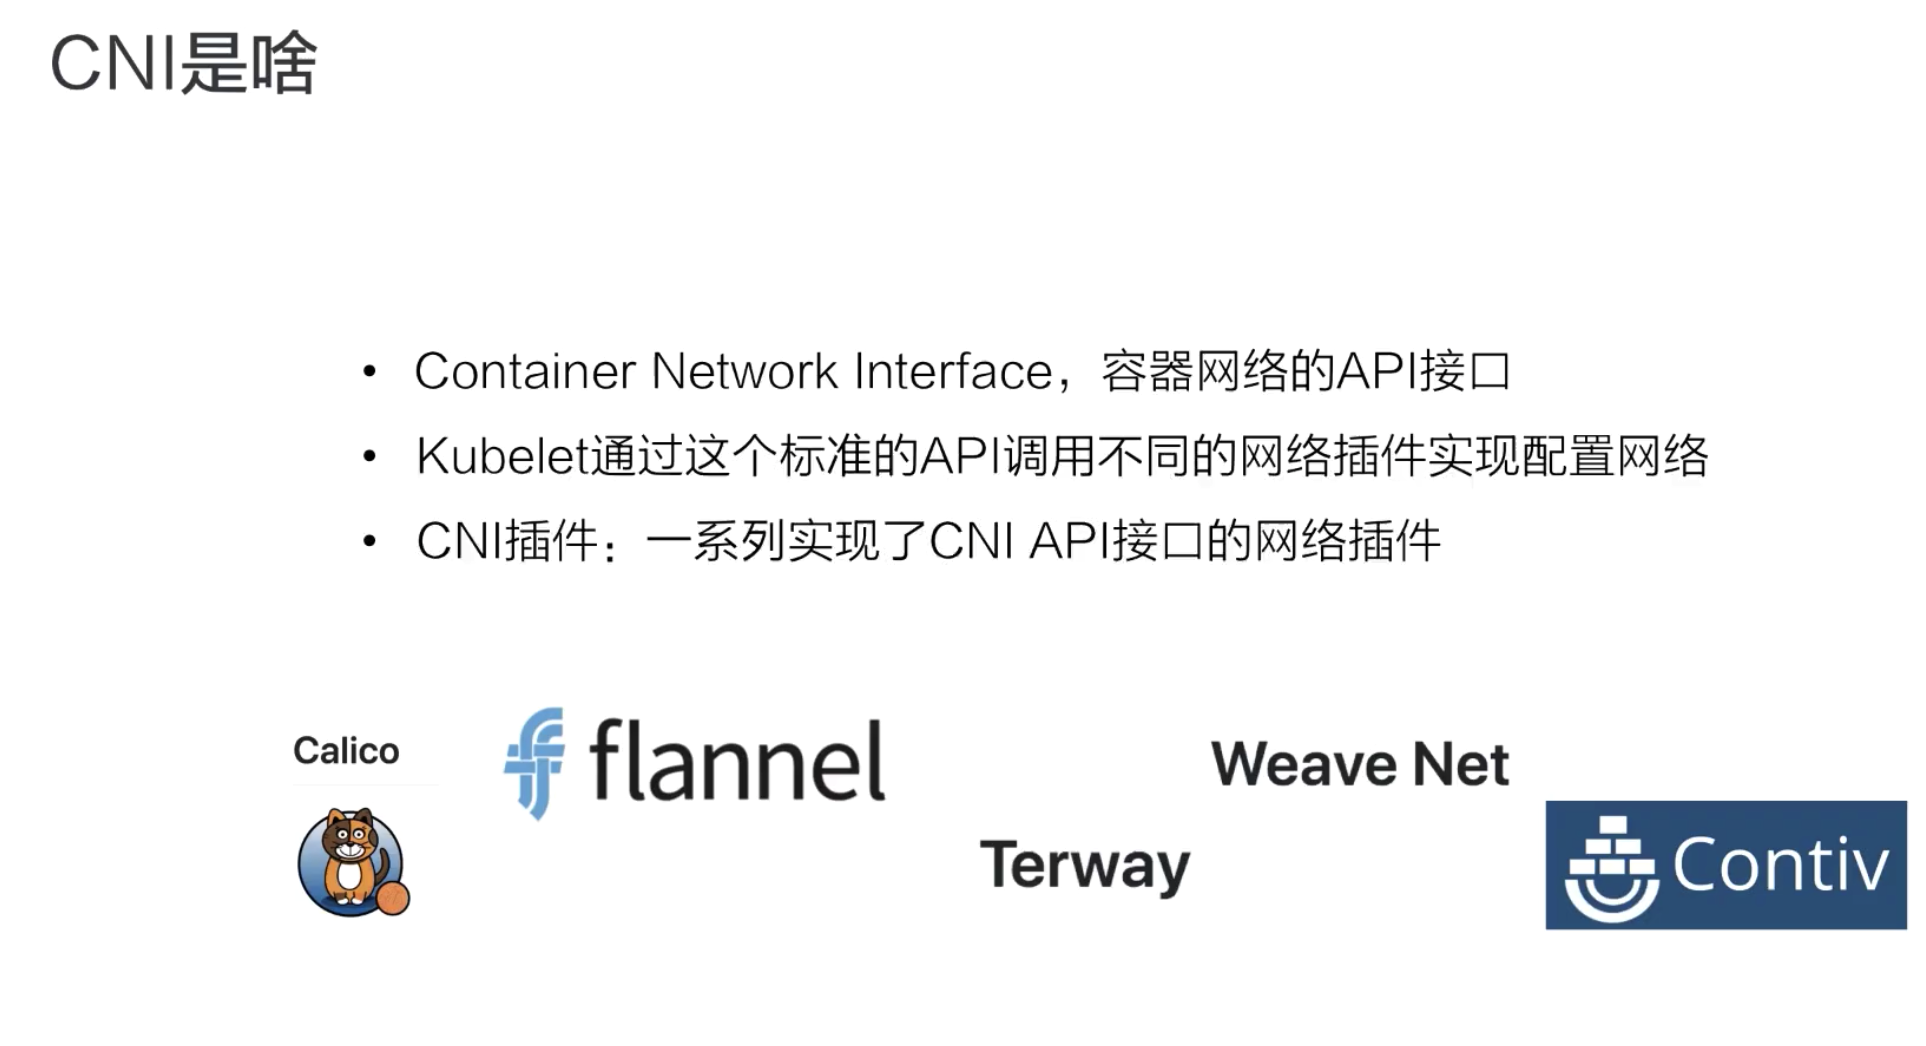 CNI是啥
• Container Network Interface，容器网络的API接口
• Kubelet通过这个标准的API调用不同的网络插件实现配置网络
• CNI插件：一系列实现了CNI API接口的网络插件
Calico
flannel
Weave Net
Terway
Contiv